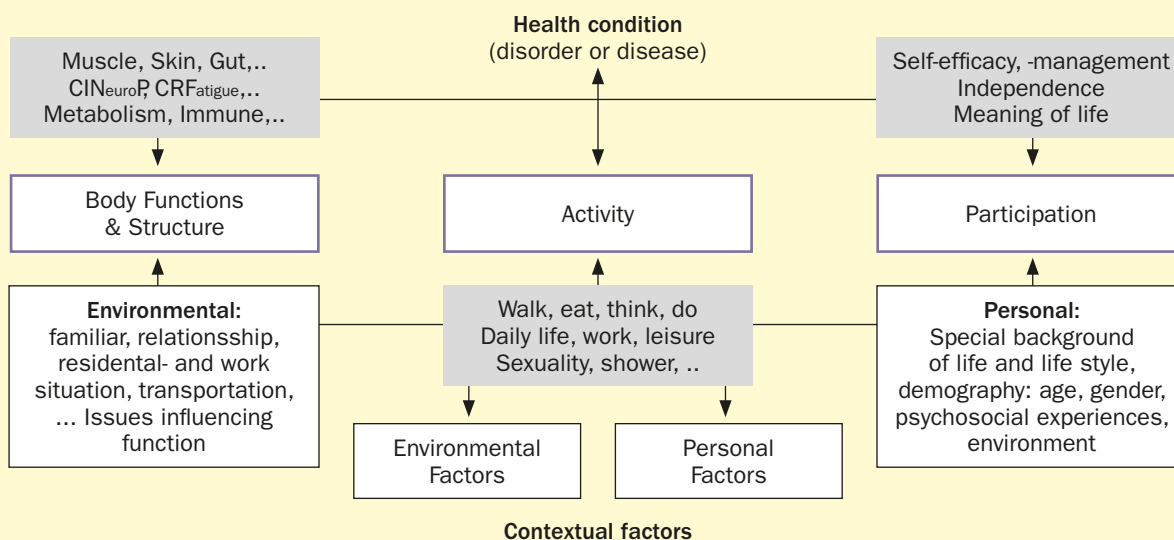 Health condition
(disorder or disease)
Muscle, Skin, Gut,..
CINeuroP, CRFatigue,..
Metabolism, Immune,..
Self-efficacy, -management
Independence
Meaning of life
Body Functions
& Structure
Activity
Participation
Environmental:
familiar, relationsship,
residental- and work
situation, transportation,
... Issues influencing
function
Walk, eat, think, do
Daily life, work, leisure
Sexuality, shower, ..
Personal:
Special background
of life and life style,
demography: age, gender,
psychosocial experiences,
environment
Environmental
Factors
Personal
Factors
Contextual factors